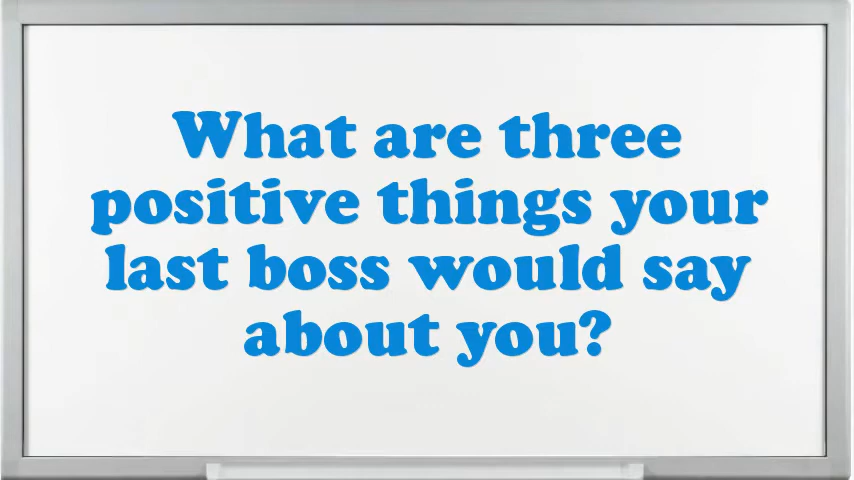 What are three
positive things your
last boss would say
about you?